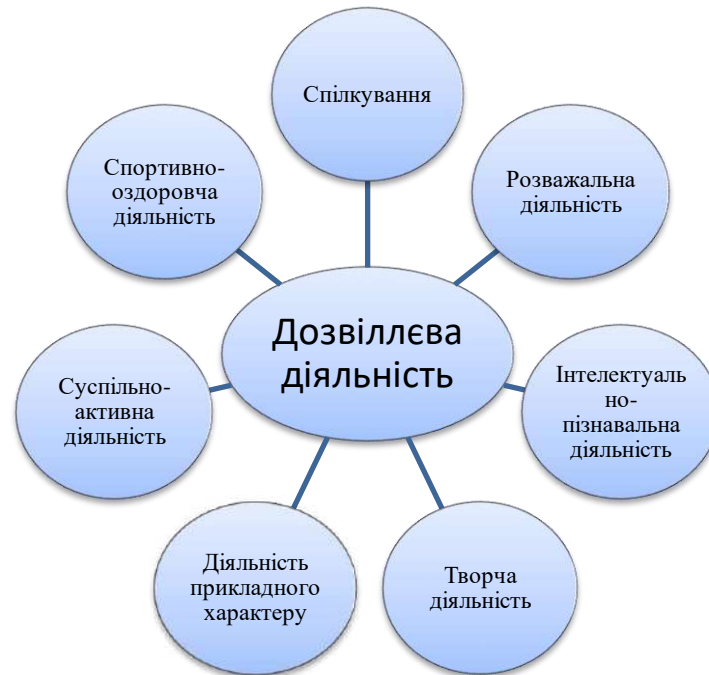 Спілкування
Спортивно-
оздоровча
діяльність
Розважальна
діяльність
Дозвіллєва
діяльність
Суспільно-
активна
діяльність
Інтелектуаль
но-
пізнавальна
діяльність
Діяльність
прикладного
характеру
Творча
діяльність